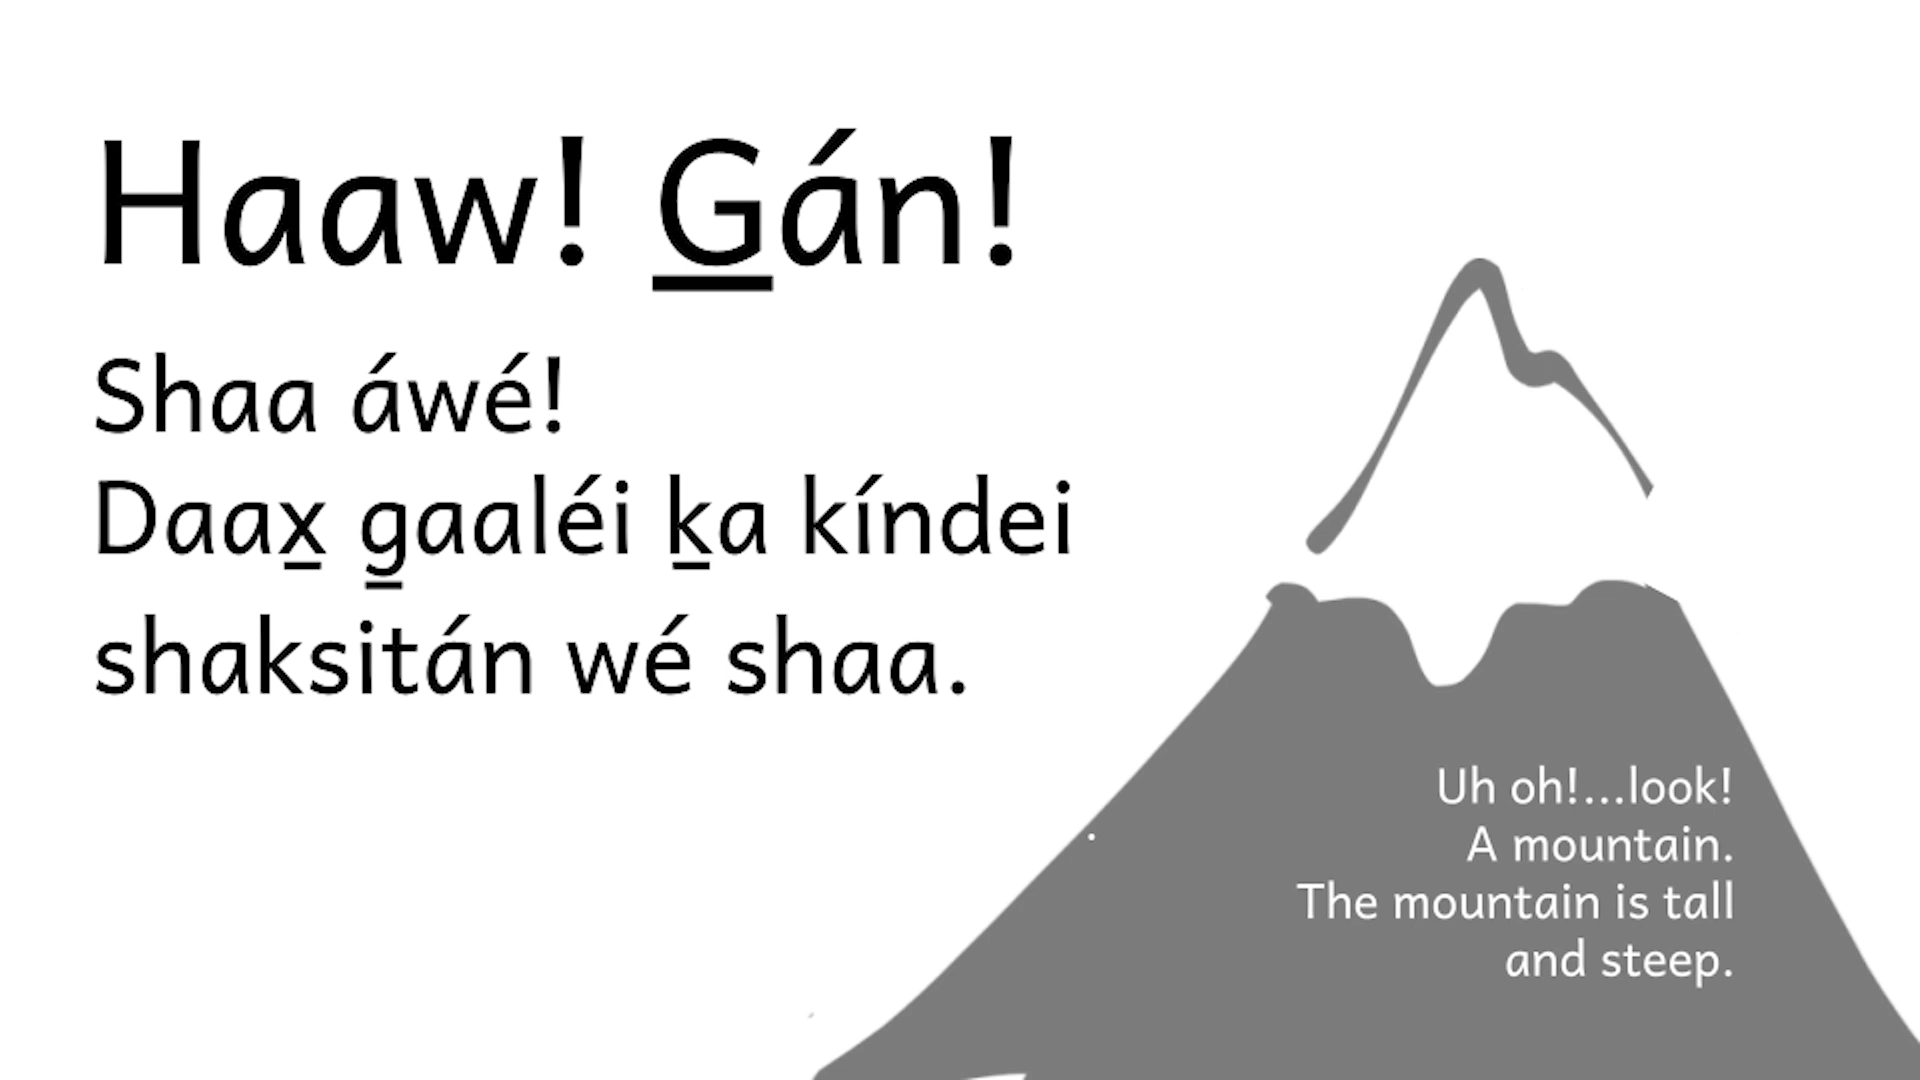 Haaw! G̲án!
Shaa áwé!
Daax̲ g̲aaléi k̲a kíndei
shaksitán wé shaa.
Uh oh!...look!
A mountain.
The mountain is tall
and steep.